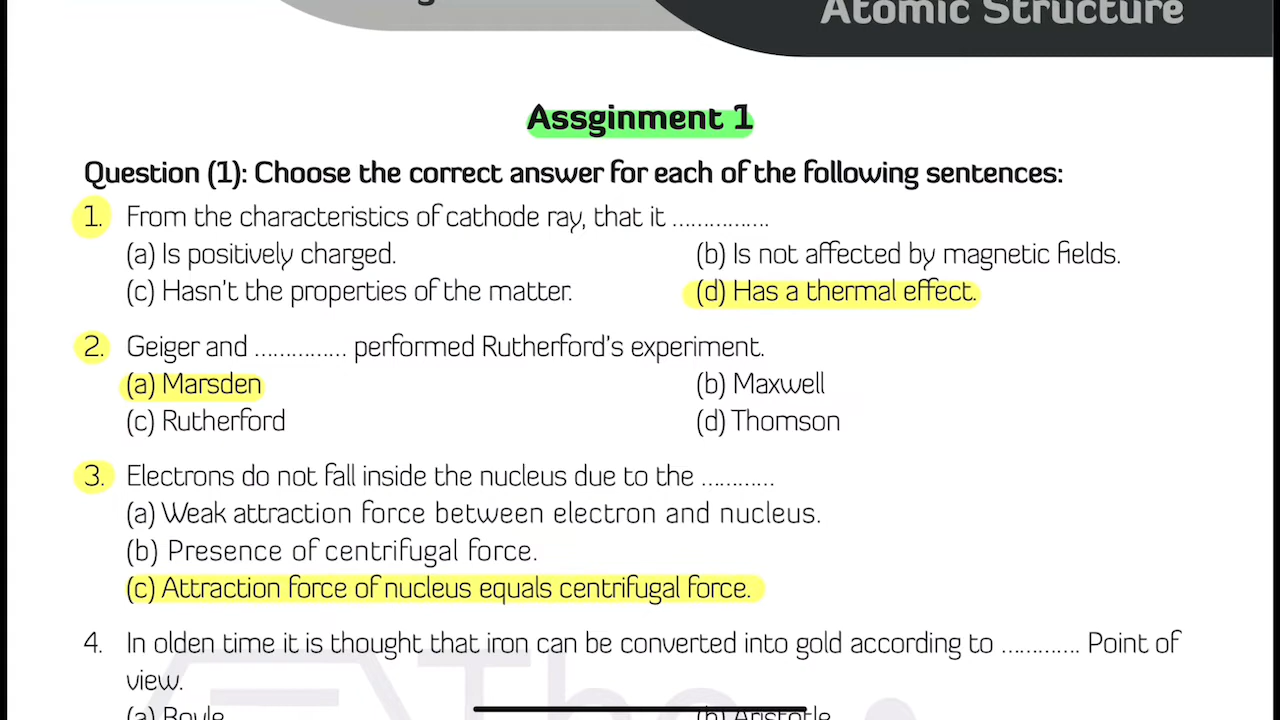 Atomic Structure
Assginment 1
Question (1): Choose the correct answer for each of the following sentences:
1. From the characteristics of cathode ray, that it ...............
(a) Is positively charged. (b) Is not affected by magnetic fields.
(c) Hasn't the properties of the matter. (d) Has a thermal effect.
2. Geiger and ............... performed Rutherford's experiment.
(a) Marsden (b) Maxwell
(c) Rutherford (d) Thomson
3. Electrons do not fall inside the nucleus due to the ............
(a) Weak attraction force between electron and nucleus.
(b) Presence of centrifugal force.
(c) Attraction force of nucleus equals centrifugal force.
4. In olden time it is thought that iron can be converted into gold according to ............. Point of
view.
(a) Boyle (b) Aristotle